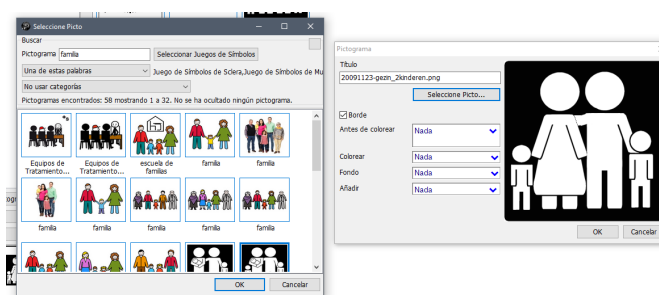 Seleccione Picto
Buscar
Pictograma familia Seleccionar Juegos de Símbolos
Una de estas palabras Juego de Símbolos de Sclera,Juego de Símbolos de Mu
No usar categorías
Pictogramas encontrados: 58 mostrando 1 a 32. No se ha ocultado ningún pictograma.
Equipos de Tratamiento...
Equipos de Tratamiento...
escuela de familias
familia
familia
familia
familia
familia
familia
familia
OK Cancelar
Pictograma
Título
20091123-gezin_2kinderen.png
Seleccione Picto...
Borde
Antes de colorear Nada
Colorear Nada
Fondo Nada
Añadir Nada
OK Cancelar